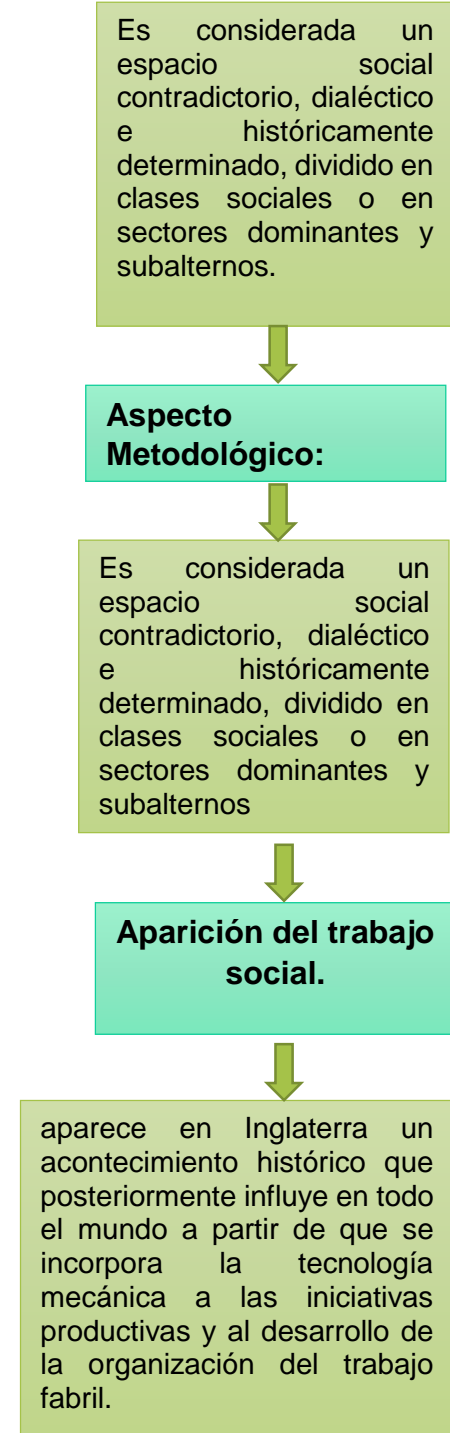 Es considerada un
espacio social
contradictorio, dialéctico
e históricamente
determinado, dividido en
clases sociales o en
sectores dominantes y
subalternos.
Aspecto
Metodológico:
Es considerada un
espacio social
contradictorio, dialéctico
e históricamente
determinado, dividido en
clases sociales o en
sectores dominantes y
subalternos
Aparición del trabajo
social.
aparece en Inglaterra un
acontecimiento histórico que
posteriormente influye en todo
el mundo a partir de que se
incorpora la tecnología
mecánica a las iniciativas
productivas y al desarrollo de
la organización del trabajo
fabril.